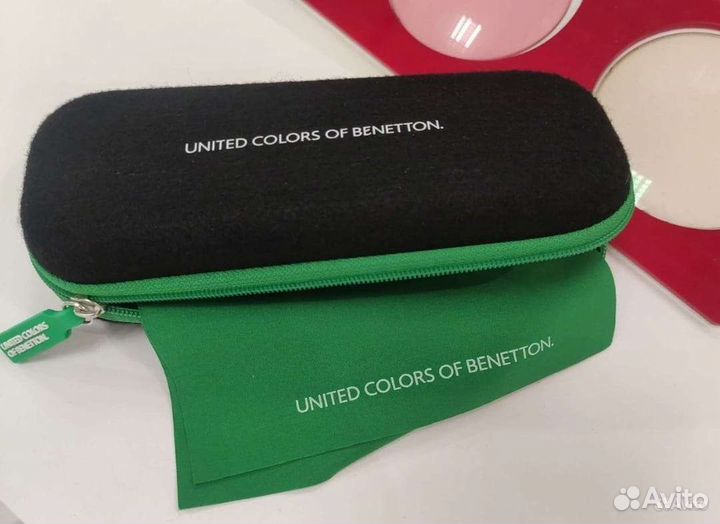 UNITED COLORS OF BENETTON.
UNITED COLORS
OF BENETTON.
UNITED COLORS OF BENETTON.
Avito